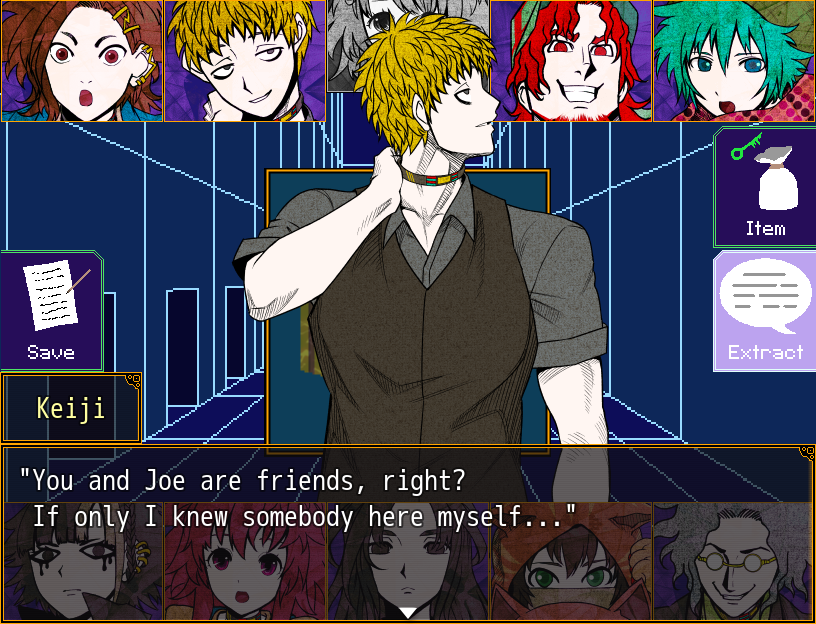 Item
Save
Extract
Keiji
"You and Joe are friends, right?
If only I knew somebody here myself..."